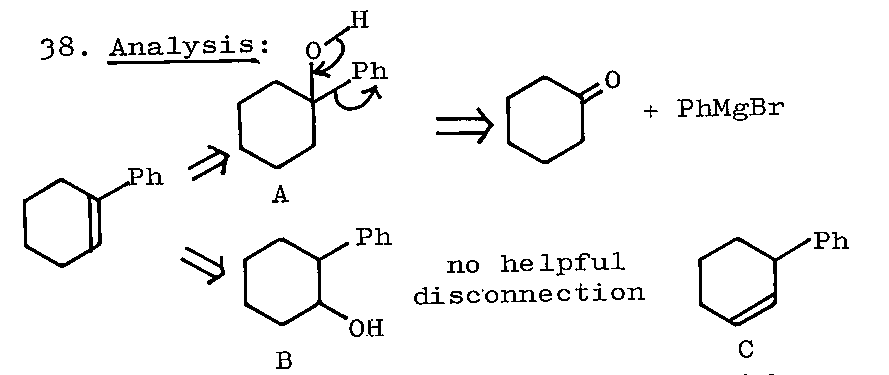 38. Analysis:
H
O
Ph
O
+ PhMgBr
A
Ph
Ph
no helpful
disconnection
Ph
OH
B
C